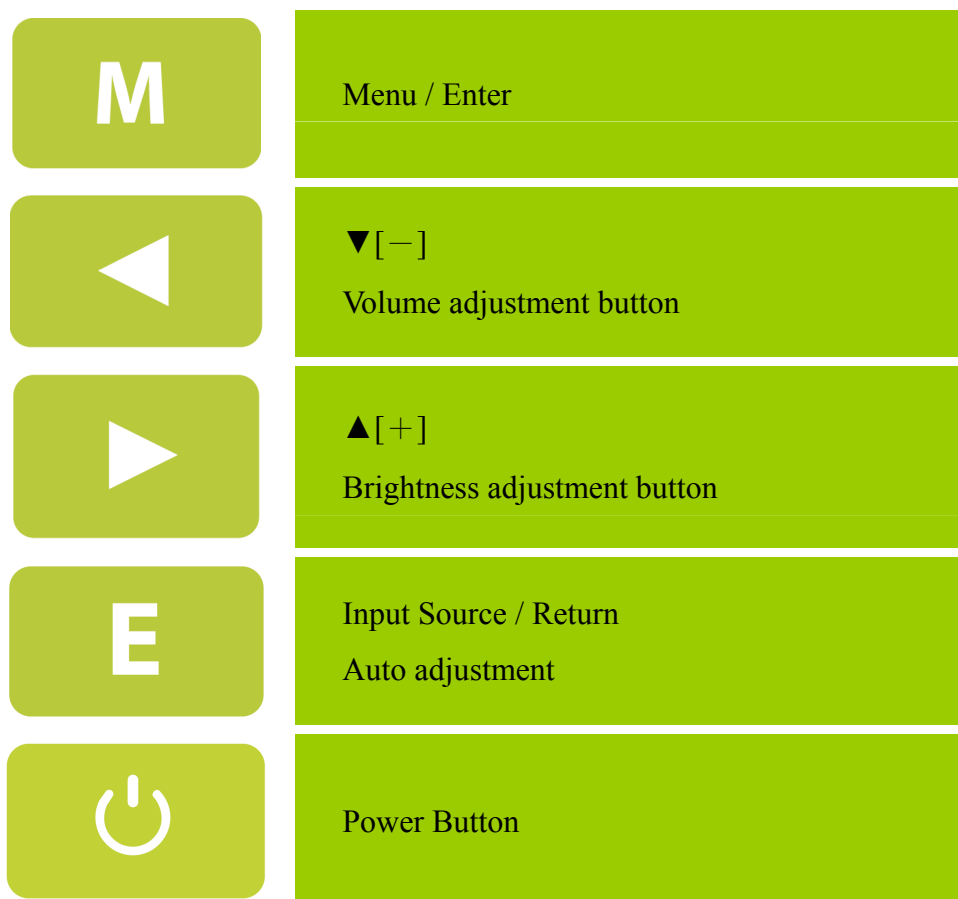 M
Menu / Enter
▼[－]
Volume adjustment button
▲[＋]
Brightness adjustment button
E
Input Source / Return
Auto adjustment
Power Button